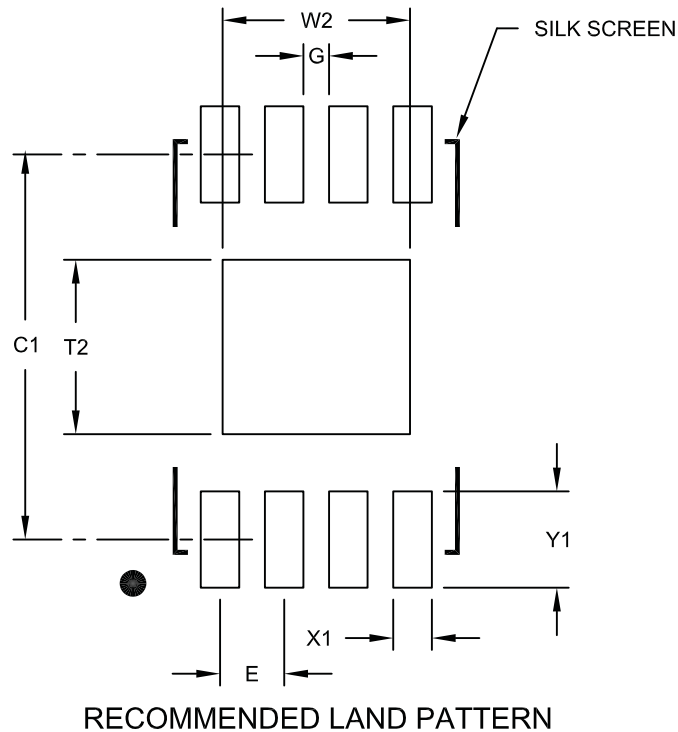 W2
SILK SCREEN
G
C1
T2
Y1
X1
E
RECOMMENDED LAND PATTERN